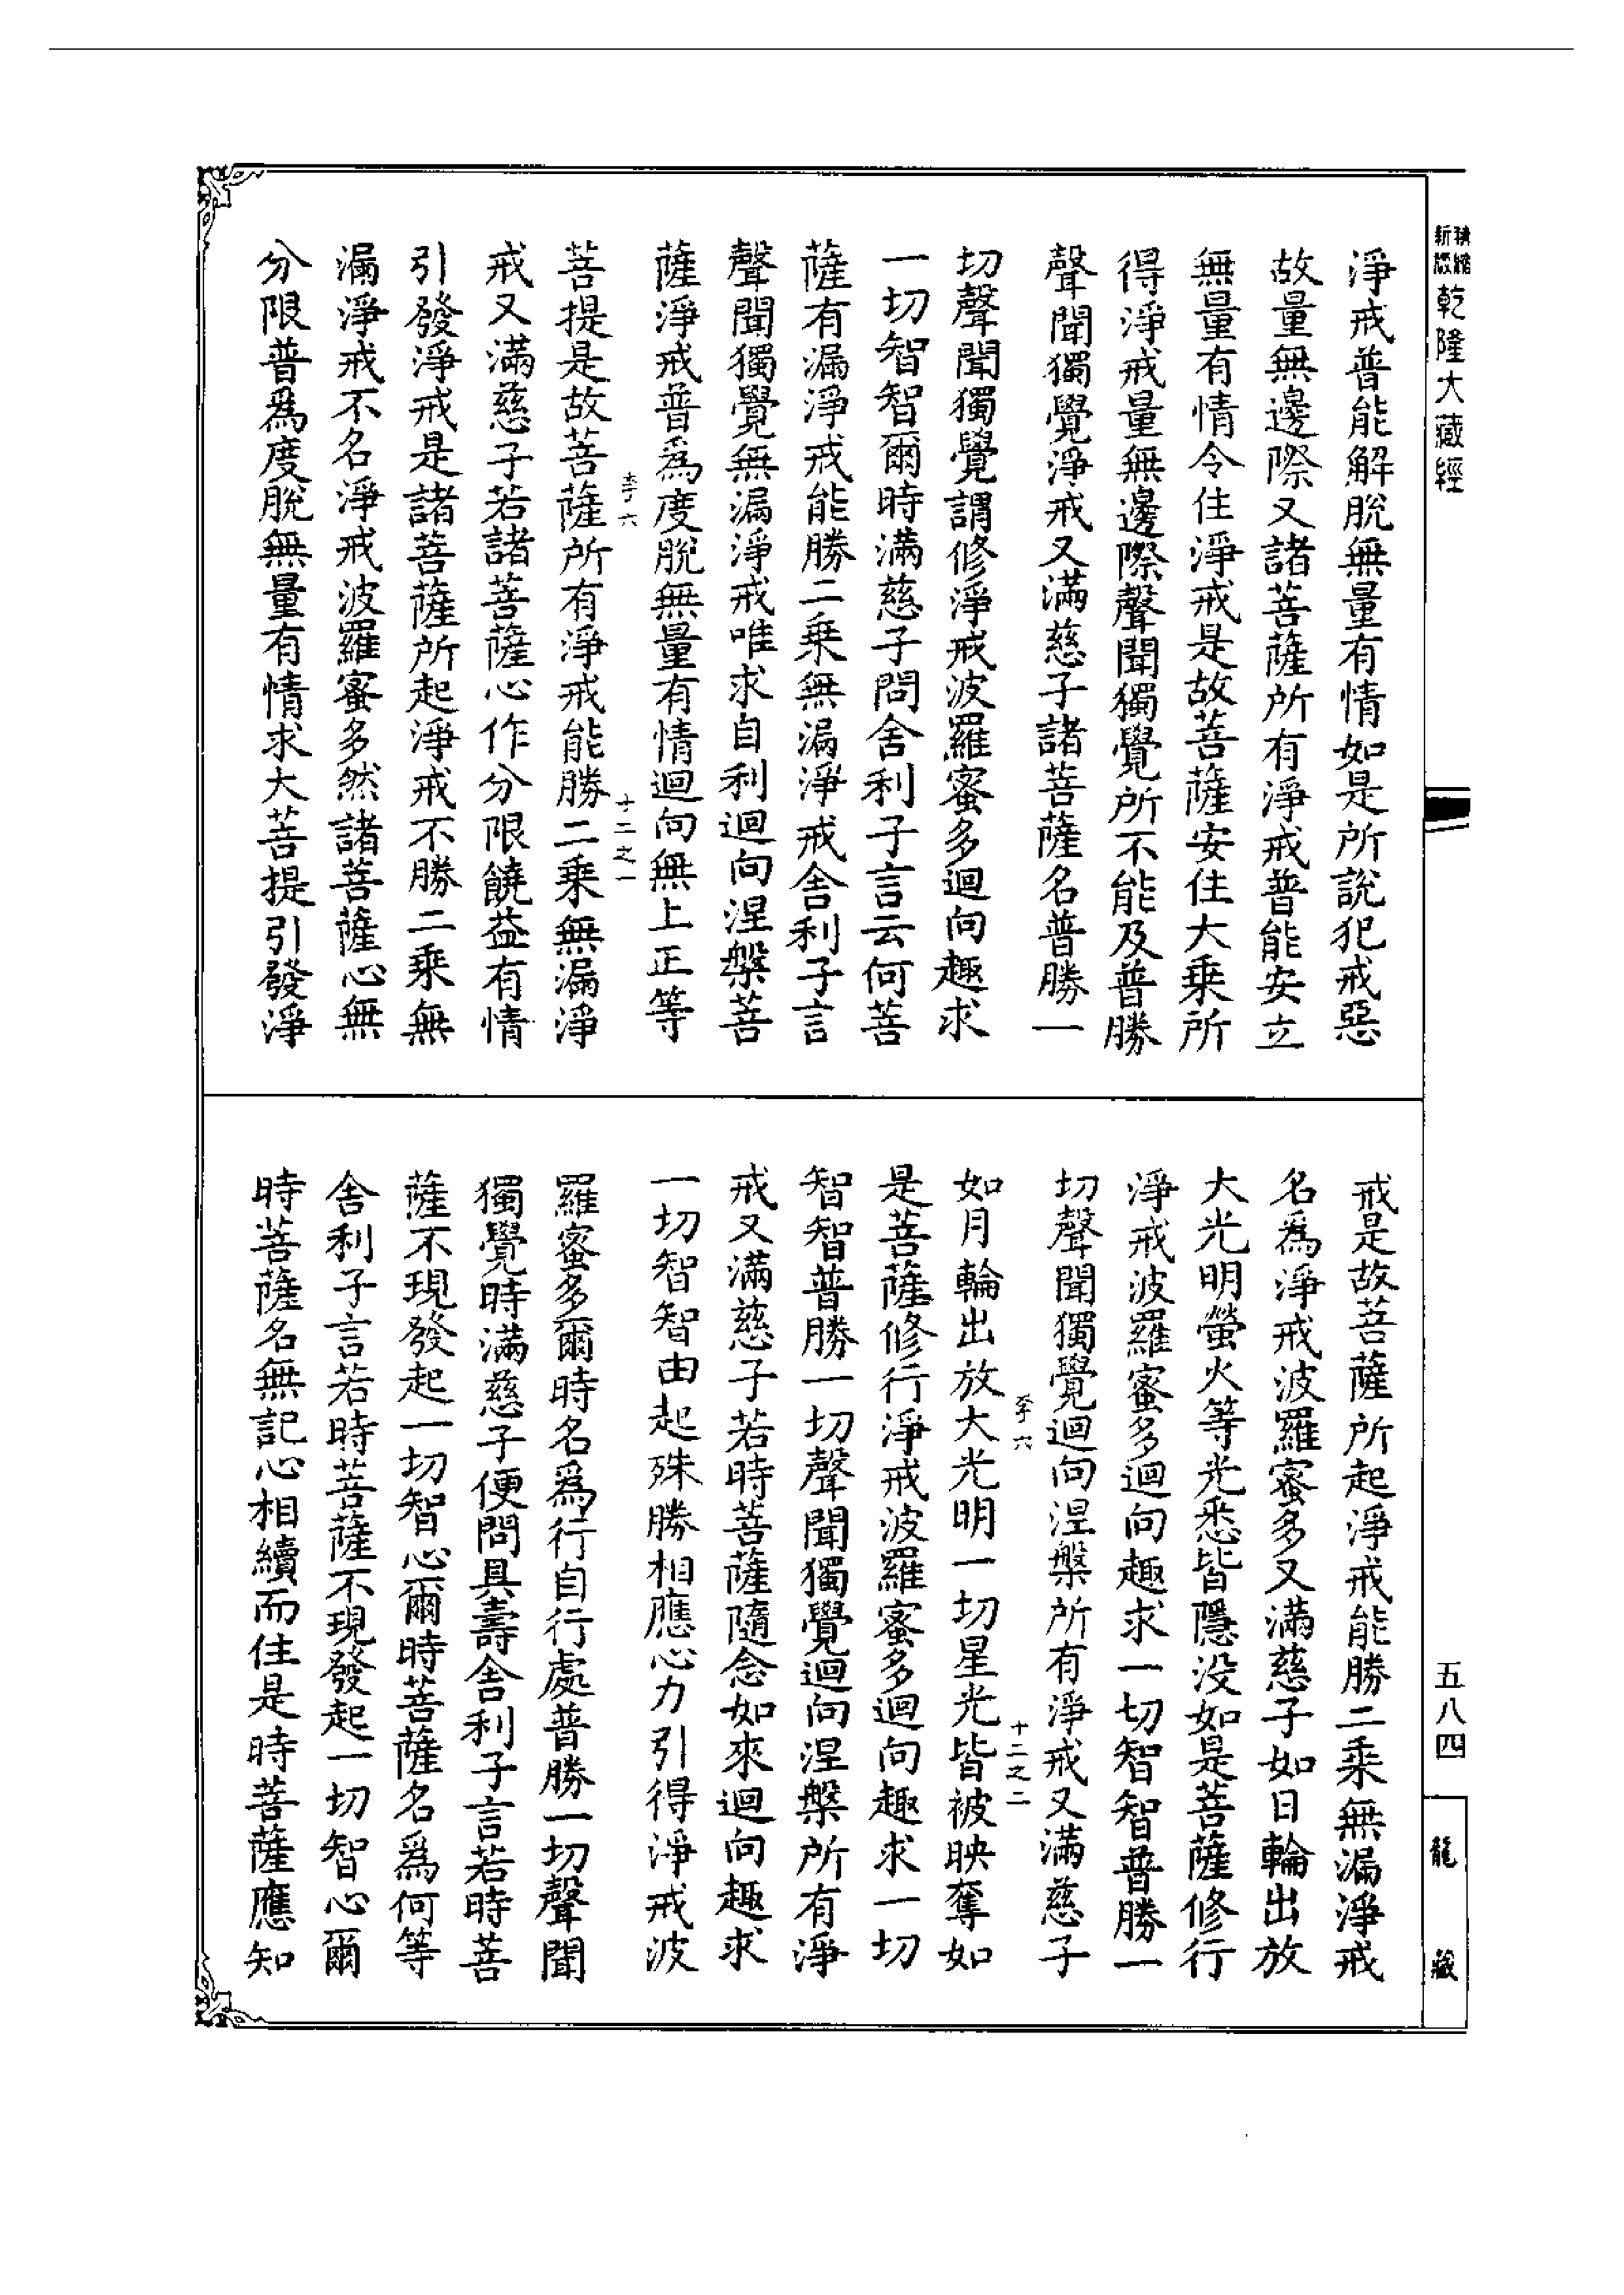 精縮新版 乾隆大藏經
淨戒普能解脫無量有情如是所說犯戒惡
故量無邊際又諸菩薩所有淨戒普能安立
無量有情令住淨戒是故菩薩安住大乘所
得淨戒量無邊際聲聞獨覺所不能及普勝
聲聞獨覺淨戒又滿慈子諸菩薩名普勝一
切聲聞獨覺謂修淨戒波羅蜜多迴向趣求
一切智智爾時滿慈子問舍利子言云何菩
薩有漏淨戒能勝二乘無漏淨戒舍利子言
聲聞獨覺無漏淨戒唯求自利迴向涅槃菩
薩淨戒普爲度脫無量有情迴向無上正等
李六 十二之一
菩提是故菩薩所有淨戒能勝二乘無漏淨
戒又滿慈子若諸菩薩心作分限饒益有情
引發淨戒是諸菩薩所起淨戒不勝二乘無
漏淨戒不名淨戒波羅蜜多然諸菩薩心無
分限普爲度脫無量有情求大菩提引發淨
戒是故菩薩所起淨戒能勝二乘無漏淨戒
名爲淨戒波羅蜜多又滿慈子如日輪出放
大光明螢火等光悉皆隱没如是菩薩修行
淨戒波羅蜜多迴向趣求一切智智普勝一
切聲聞獨覺迴向涅槃所有淨戒又滿慈子
李六 十二之二
如月輪出放大光明一切星光皆被映奪如
是菩薩修行淨戒波羅蜜多迴向趣求一切
智智普勝一切聲聞獨覺迴向涅槃所有淨
戒又滿慈子若時菩薩隨念如來迴向趣求
一切智智由起殊勝相應心力引得淨戒波
羅蜜多爾時名爲行自行處普勝一切聲聞
獨覺時滿慈子便問具壽舍利子言若時菩
薩不現發起一切智心爾時菩薩名爲何等
舍利子言若時菩薩不現發起一切智心爾
時菩薩名無記心相續而住是時菩薩應知
五八四
龍藏